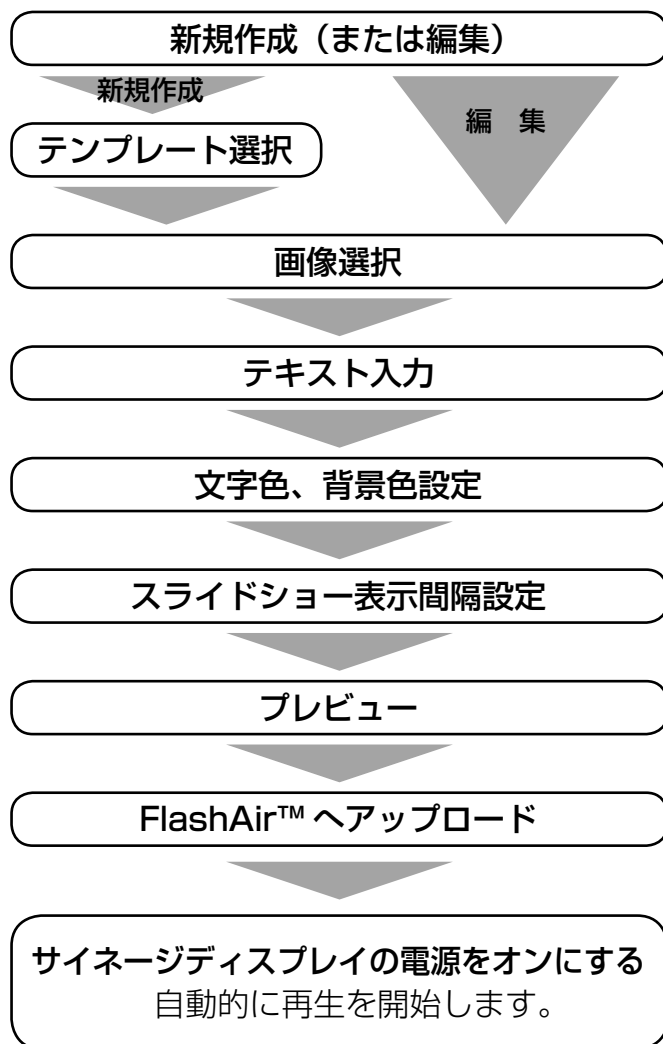 新規作成（または編集）
新規作成
編　集
テンプレート選択
画像選択
テキスト入力
文字色、背景色設定
スライドショー表示間隔設定
プレビュー
FlashAir™ へアップロード
サイネージディスプレイの電源をオンにする
自動的に再生を開始します。